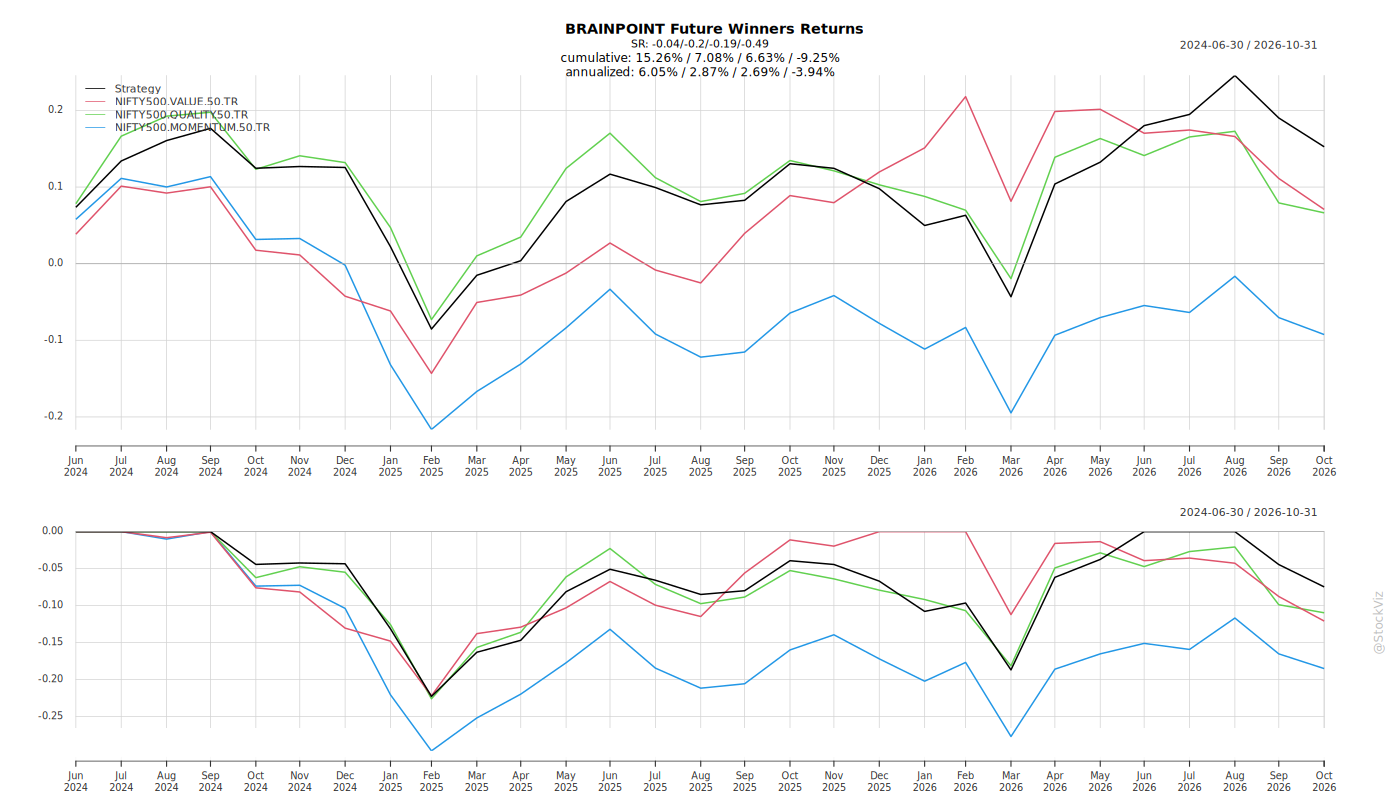 BRAINPOINT Future Winners Returns
SR: -0.04/-0.2/-0.19/-0.49
cumulative: 15.26% / 7.08% / 6.63% / -9.25%
annualized: 6.05% / 2.87% / 2.69% / -3.94%
2024-06-30 / 2026-10-31
Strategy
NIFTY500.VALUE.50.TR
NIFTY500.QUALITY50.TR
NIFTY500.MOMENTUM.50.TR
0.2
0.1
0.0
-0.1
-0.2
Jun Jul Aug Sep Oct Nov Dec Jan Feb Mar Apr May Jun Jul Aug Sep Oct Nov Dec Jan Feb Mar Apr May Jun Jul Aug Sep Oct
2024 2024 2024 2024 2024 2024 2024 2025 2025 2025 2025 2025 2025 2025 2025 2025 2025 2025 2025 2026 2026 2026 2026 2026 2026 2026 2026 2026 2026
2024-06-30 / 2026-10-31
0.00
-0.05
-0.10
-0.15
-0.20
-0.25
Jun Jul Aug Sep Oct Nov Dec Jan Feb Mar Apr May Jun Jul Aug Sep Oct Nov Dec Jan Feb Mar Apr May Jun Jul Aug Sep Oct
2024 2024 2024 2024 2024 2024 2024 2025 2025 2025 2025 2025 2025 2025 2025 2025 2025 2025 2025 2026 2026 2026 2026 2026 2026 2026 2026 2026 2026
@StockViz